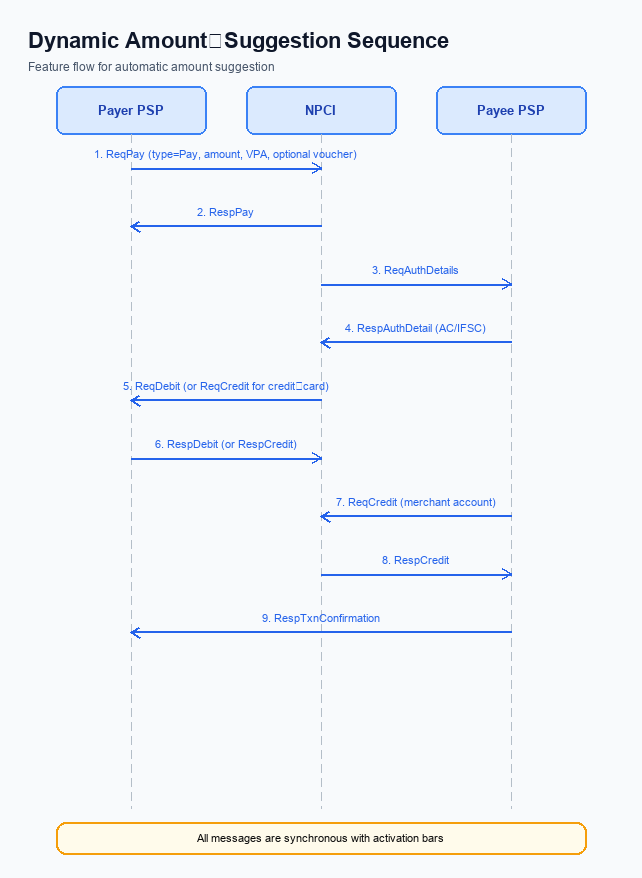 Dynamic Amount□Suggestion Sequence
Feature flow for automatic amount suggestion
Payer PSP
NPCI
Payee PSP
1. ReqPay (type=Pay, amount, VPA, optional voucher)
2. RespPay
3. ReqAuthDetails
4. RespAuthDetail (AC/IFSC)
5. ReqDebit (or ReqCredit for credit□card)
6. RespDebit (or RespCredit)
7. ReqCredit (merchant account)
8. RespCredit
9. RespTxnConfirmation
All messages are synchronous with activation bars